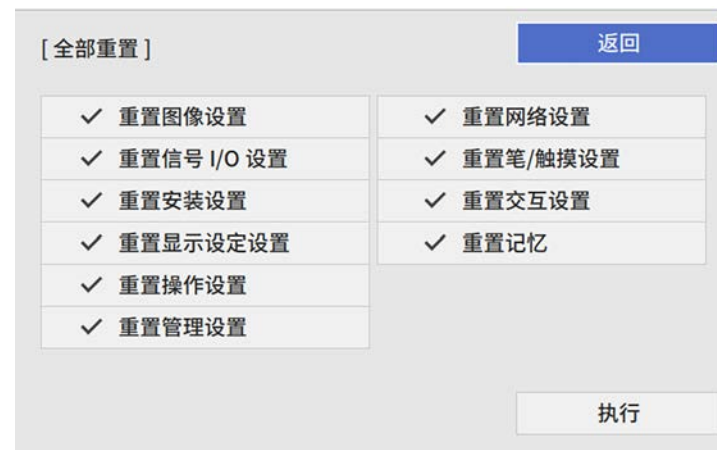 [全部重置]
返回
✓ 重置图像设置
✓ 重置信号 I/O 设置
✓ 重置安装设置
✓ 重置显示设定设置
✓ 重置操作设置
✓ 重置管理设置
✓ 重置网络设置
✓ 重置笔/触摸设置
✓ 重置交互设置
✓ 重置记忆
执行